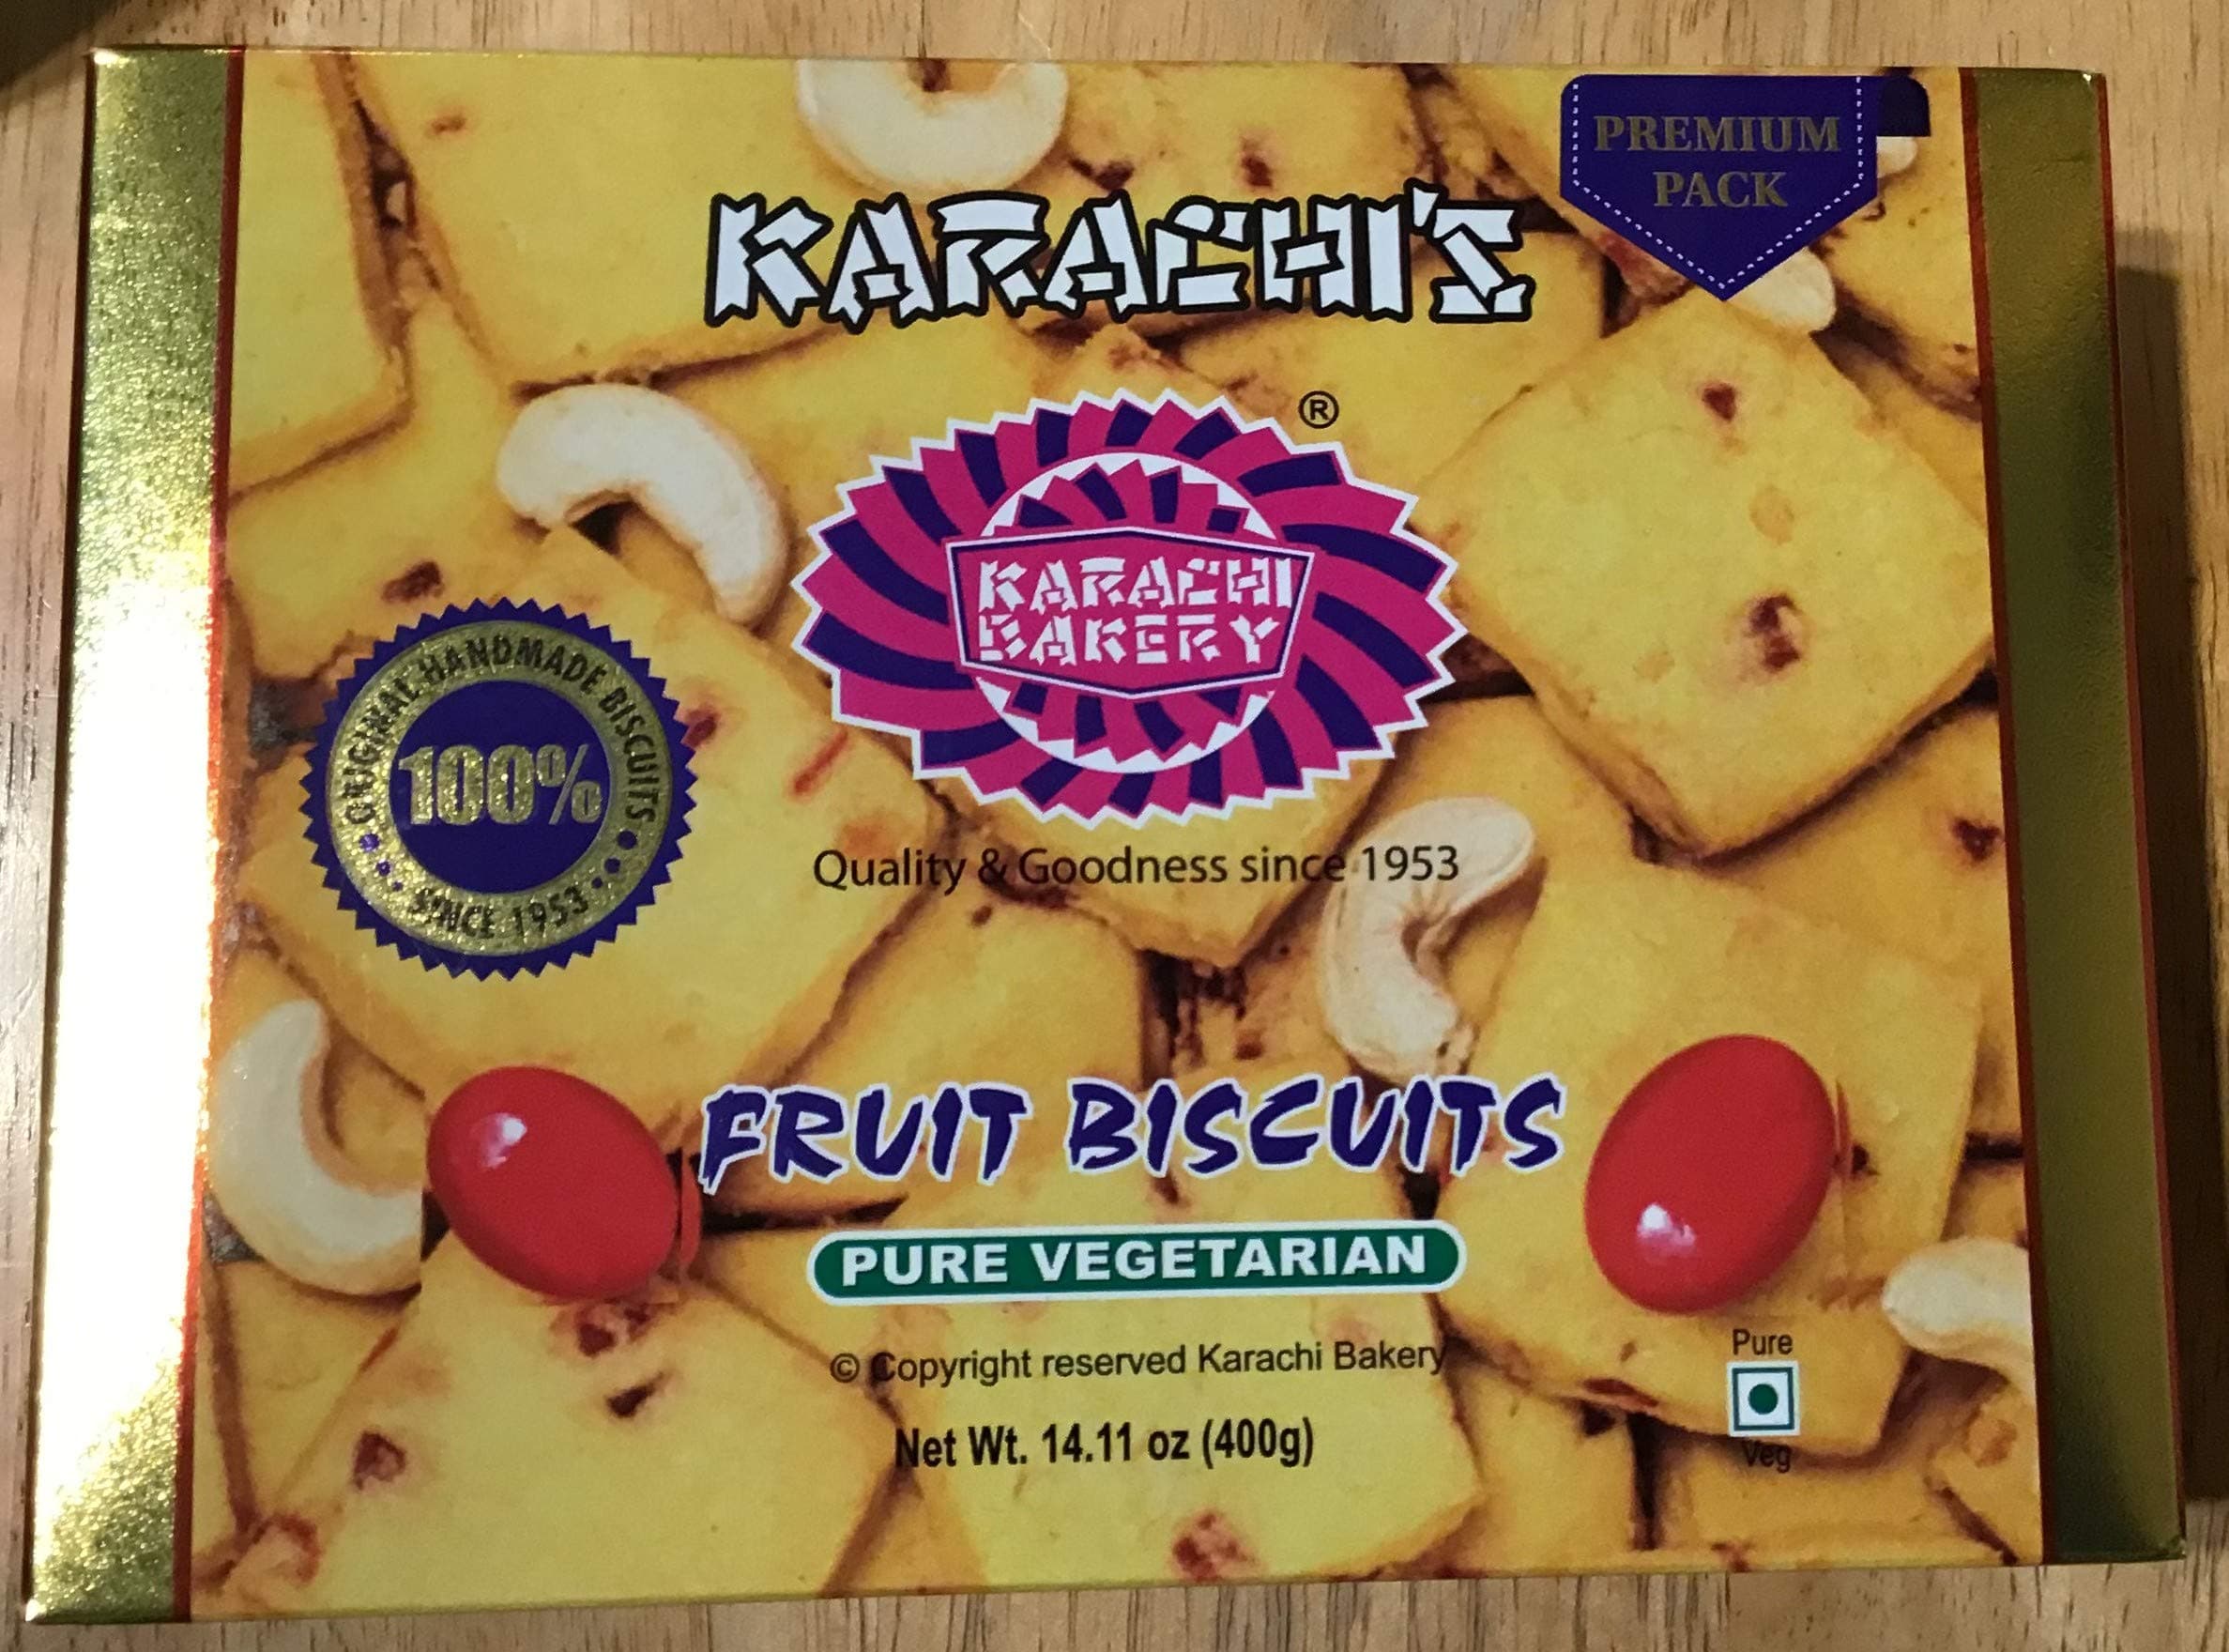 PREMIUM
PACK
KARACHI'S
®
KARACHI
BAKERY
ORIGINAL HANDMADE BISCUITS
100%
SINCE 1953
Quality & Goodness since 1953
FRUIT BISCUITS
PURE VEGETARIAN
© Copyright reserved Karachi Bakery
Net Wt. 14.11 oz (400g)
Pure
Veg